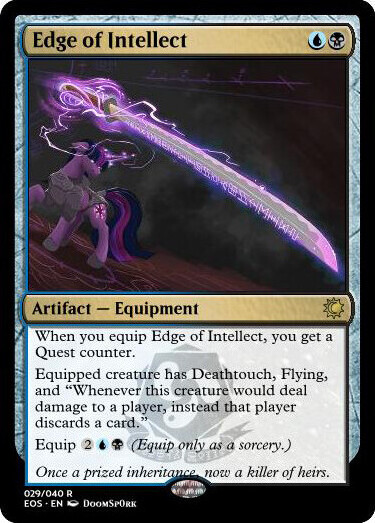 Edge of Intellect
Artifact — Equipment
When you equip Edge of Intellect, you get a
Quest counter.
Equipped creature has Deathtouch, Flying,
and “Whenever this creature would deal
damage to a player, instead that player
discards a card.”
Equip 2 (Equip only as a sorcery.)
Once a prized inheritance, now a killer of heirs.
029/040 R
EOS • EN DoomSp0rk